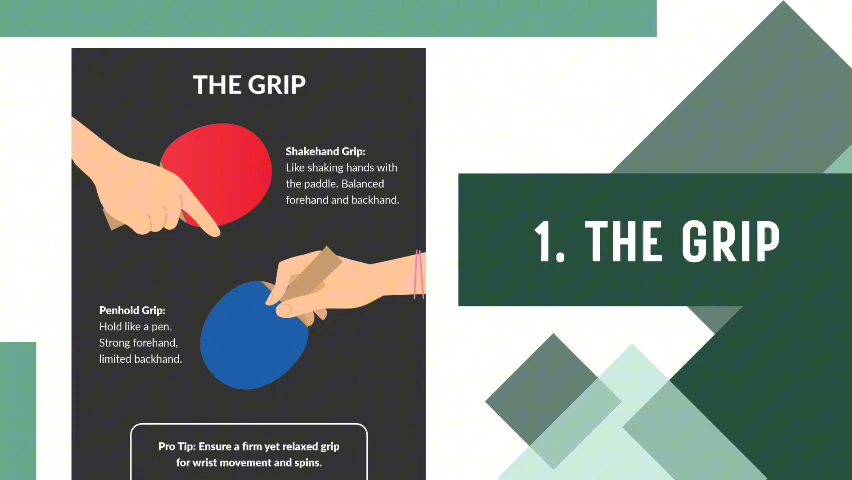 THE GRIP
Shakehand Grip:
Like shaking hands with
the paddle. Balanced
forehand and backhand.
Penhold Grip:
Hold like a pen.
Strong forehand,
limited backhand.
Pro Tip: Ensure a firm yet relaxed grip
for wrist movement and spins.
1. THE GRIP